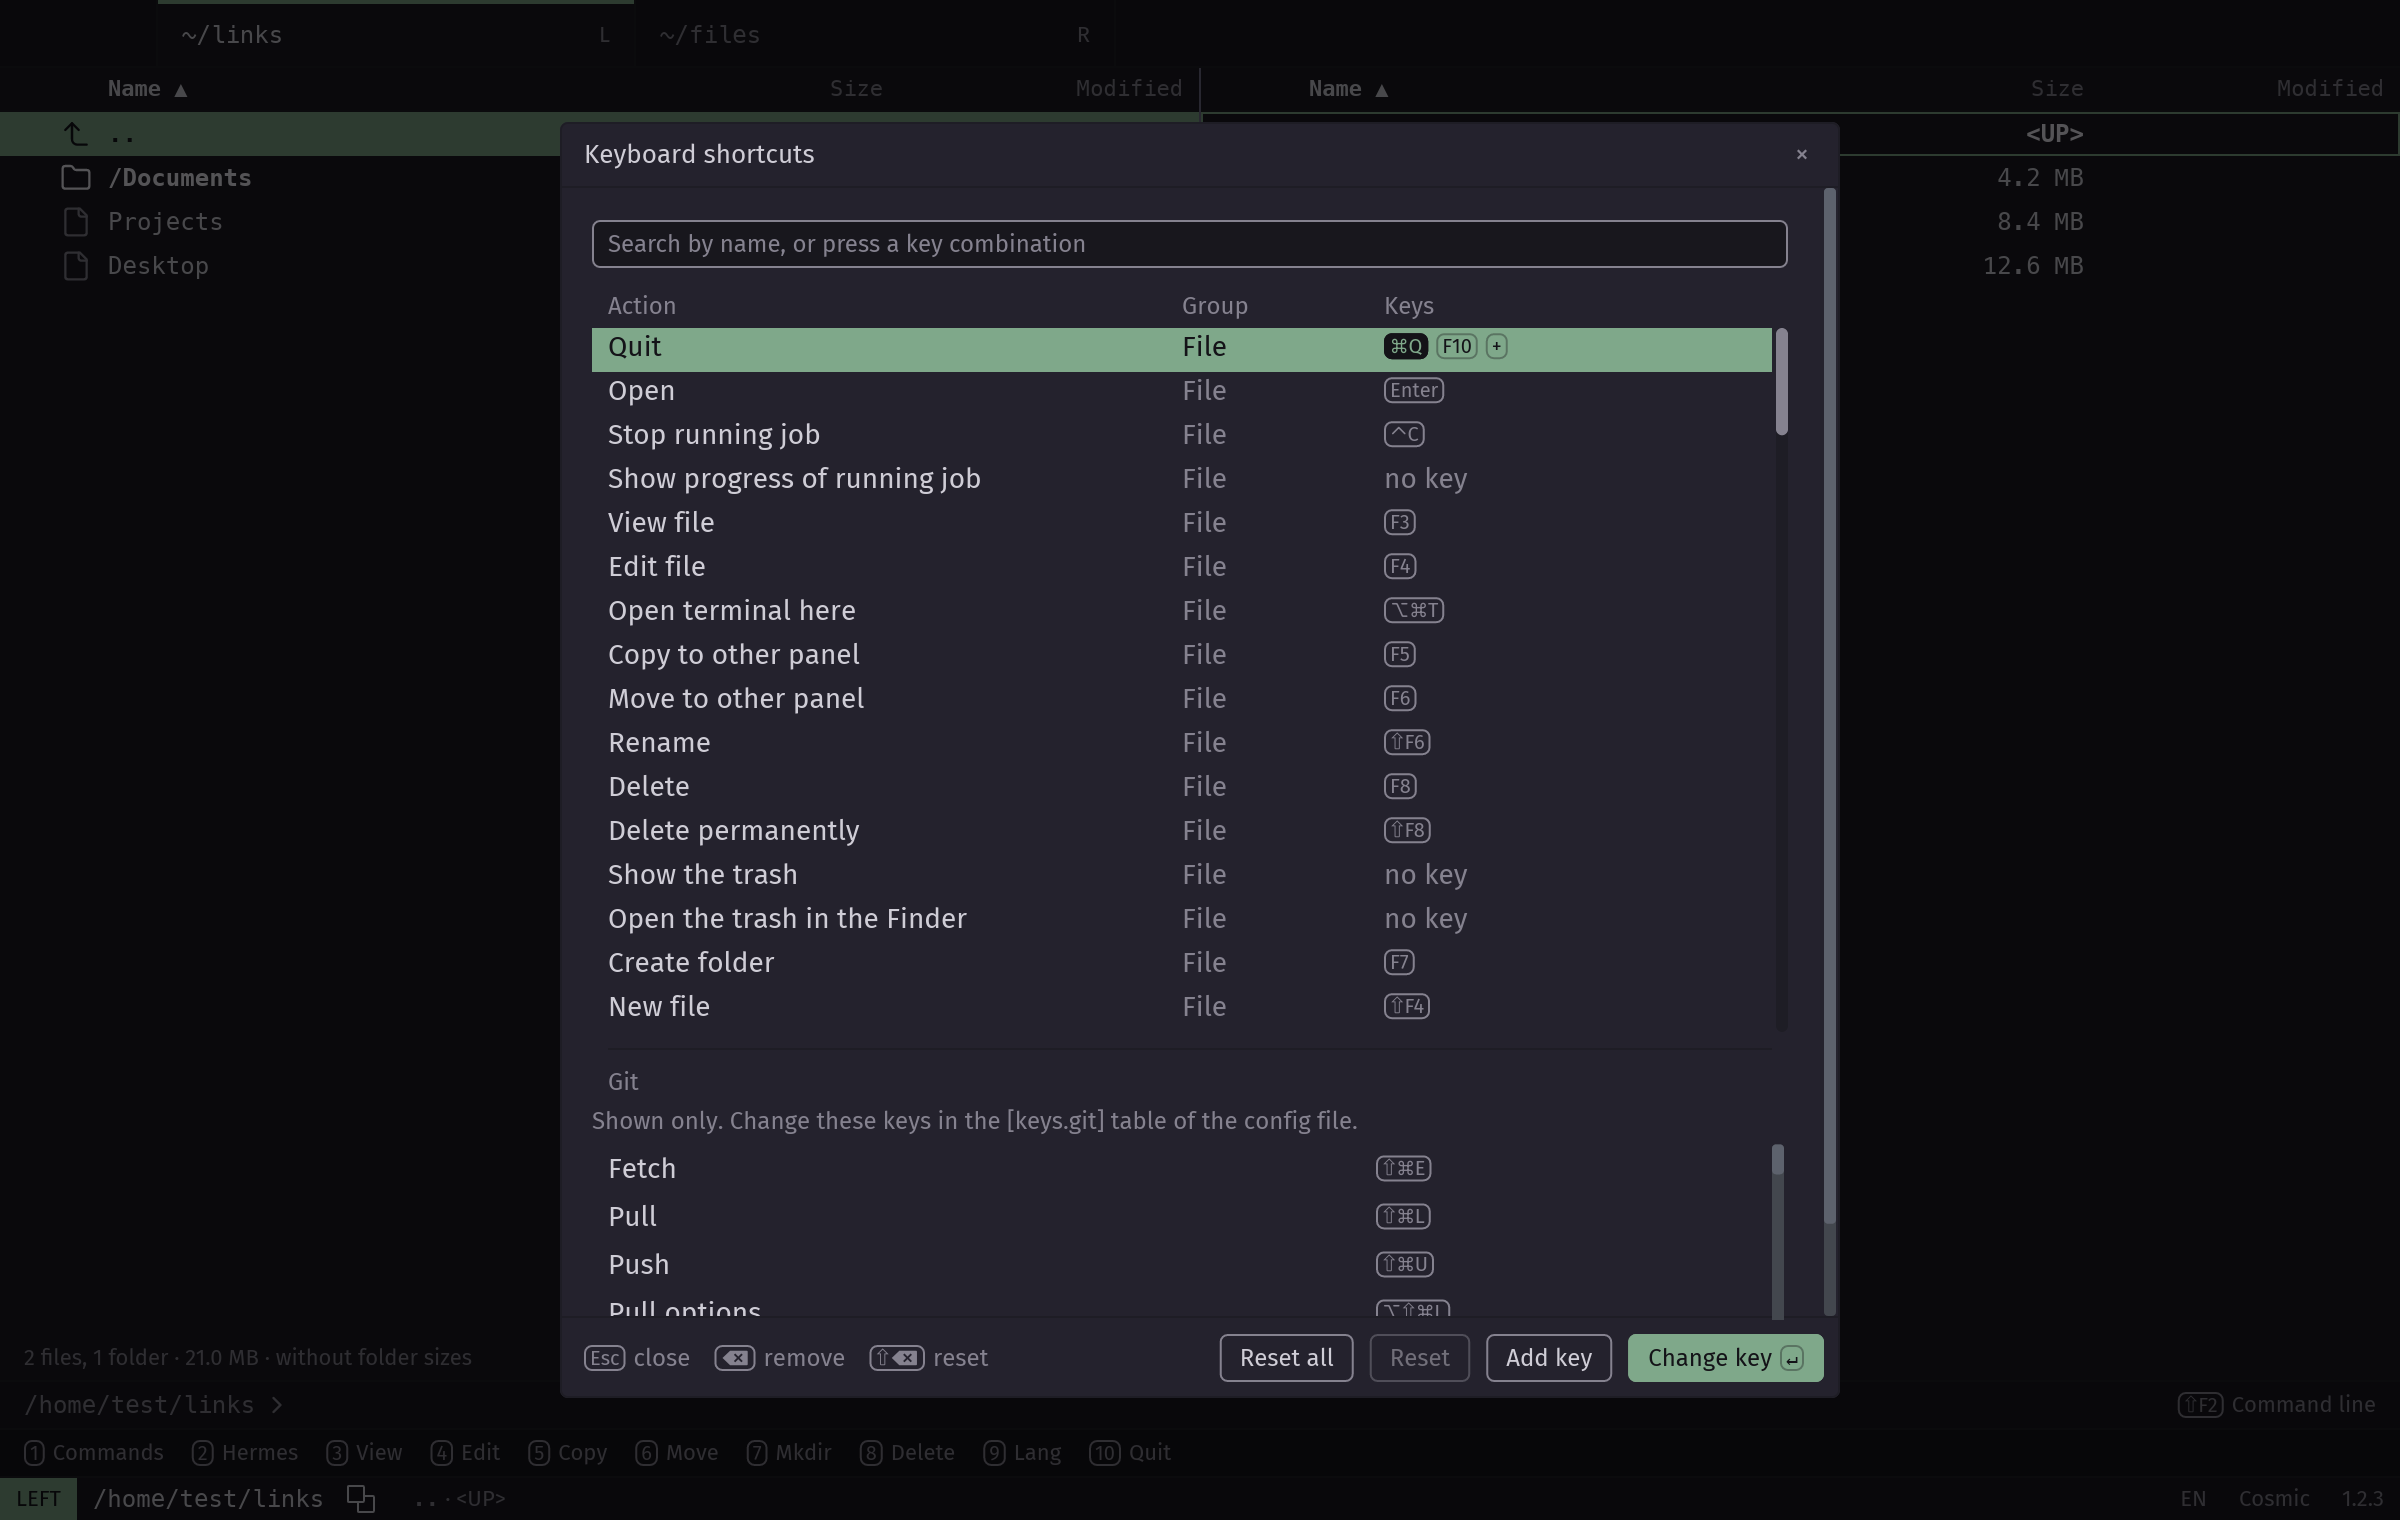 ~/links L ~/files R
Name ▲ Size Modified Name ▲ Size Modified
.. <UP>
/Documents 4.2 MB
Projects 8.4 MB
Desktop 12.6 MB
Keyboard shortcuts ×
Search by name, or press a key combination
Action Group Keys
Quit File ⌘Q F10 +
Open File Enter
Stop running job File ^C
Show progress of running job File no key
View file File F3
Edit file File F4
Open terminal here File ⌥⌘T
Copy to other panel File F5
Move to other panel File F6
Rename File ⇧F6
Delete File F8
Delete permanently File ⇧F8
Show the trash File no key
Open the trash in the Finder File no key
Create folder File F7
New file File ⇧F4
Git
Shown only. Change these keys in the [keys.git] table of the config file.
Fetch ⇧⌘E
Pull ⇧⌘L
Push ⇧⌘U
Pull options ⌥⇧⌘L
Esc close ⌫ remove ⇧⌫ reset Reset all Reset Add key Change key ↵
2 files, 1 folder · 21.0 MB · without folder sizes
/home/test/links > ⇧F2 Command line
1 Commands 2 Hermes 3 View 4 Edit 5 Copy 6 Move 7 Mkdir 8 Delete 9 Lang 10 Quit
LEFT /home/test/links .. · <UP> EN Cosmic 1.2.3